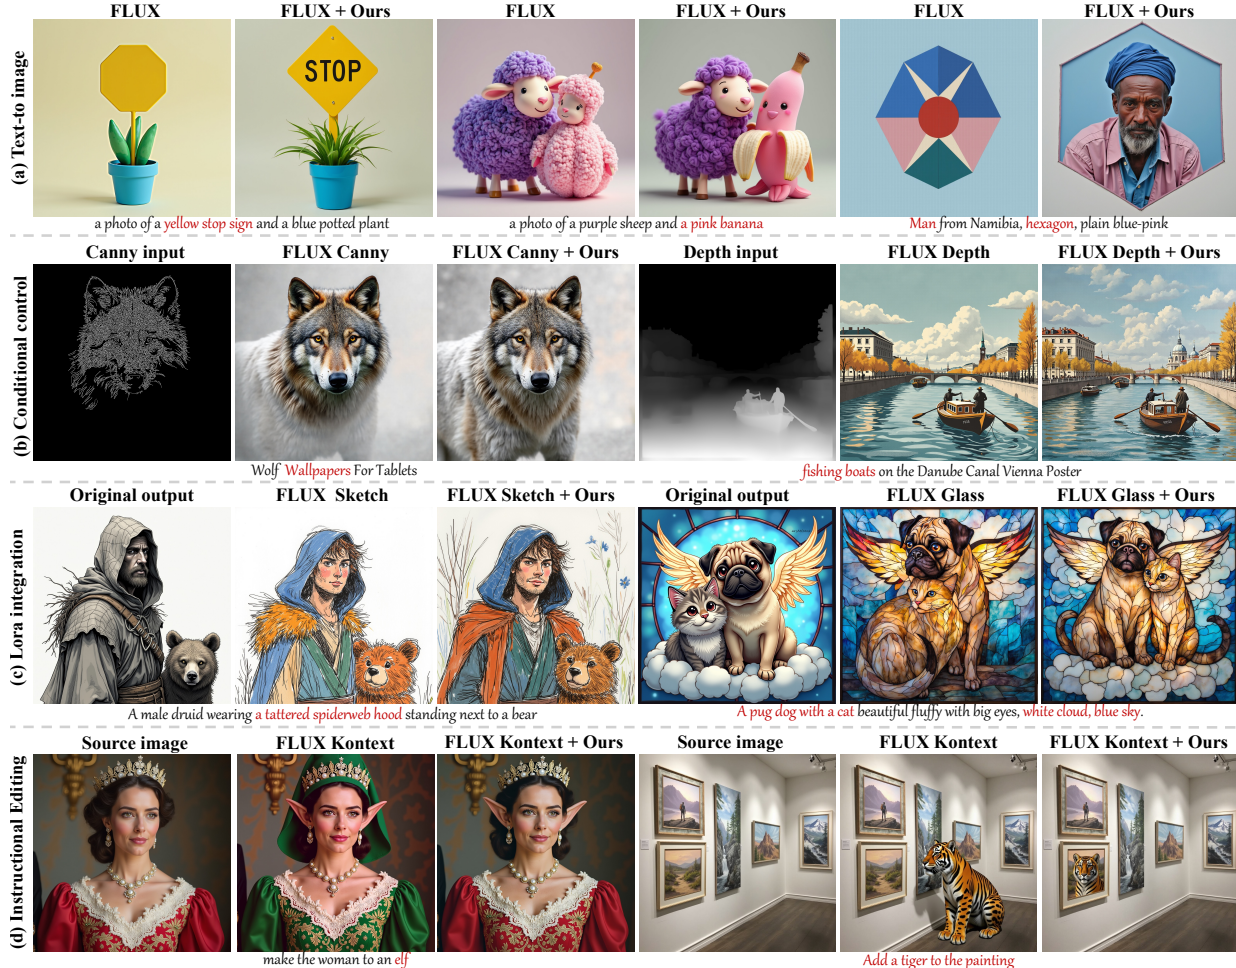 FLUX FLUX + Ours FLUX FLUX + Ours FLUX FLUX + Ours
(a) Text-to image
STOP
a photo of a yellow stop sign and a blue potted plant
a photo of a purple sheep and a pink banana
Man from Namibia, hexagon, plain blue-pink
Canny input FLUX Canny FLUX Canny + Ours Depth input FLUX Depth FLUX Depth + Ours
(b) Conditional control
Wolf Wallpapers For Tablets
fishing boats on the Danube Canal Vienna Poster
Original output FLUX Sketch FLUX Sketch + Ours Original output FLUX Glass FLUX Glass + Ours
(c) Lora integration
A male druid wearing a tattered spiderweb hood standing next to a bear
A pug dog with a cat beautiful fluffy with big eyes, white cloud, blue sky.
Source image FLUX Kontext FLUX Kontext + Ours Source image FLUX Kontext FLUX Kontext + Ours
(d) Instructional Editing
make the woman to an elf
Add a tiger to the painting